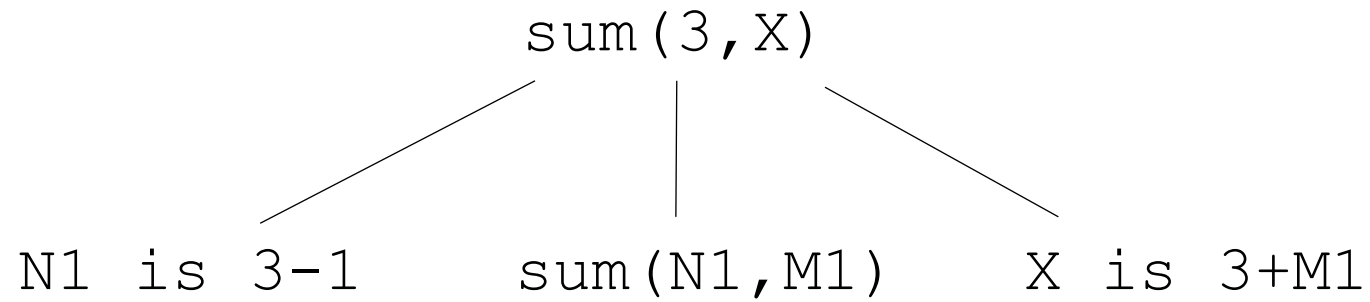 sum(3,X)
N1 is 3-1 sum(N1,M1) X is 3+M1